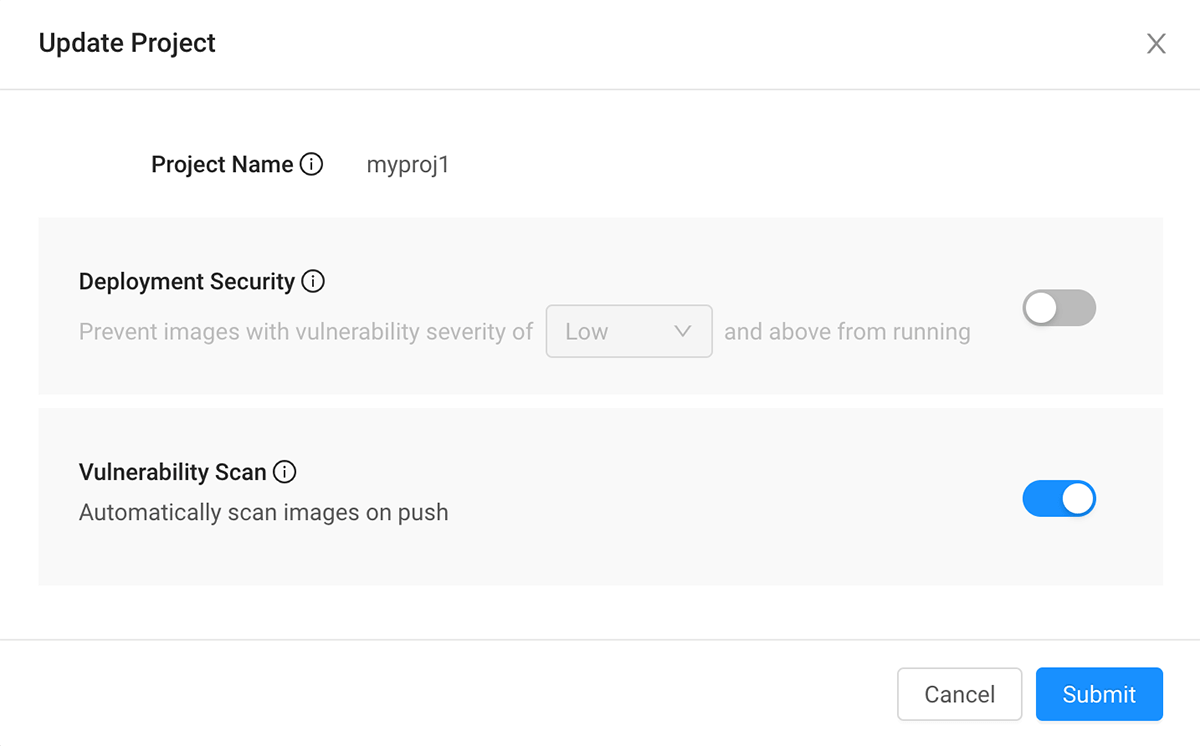 Update Project
Project Name
myproj1
Deployment Security
Prevent images with vulnerability severity of Low and above from running
Vulnerability Scan
Automatically scan images on push
Cancel Submit